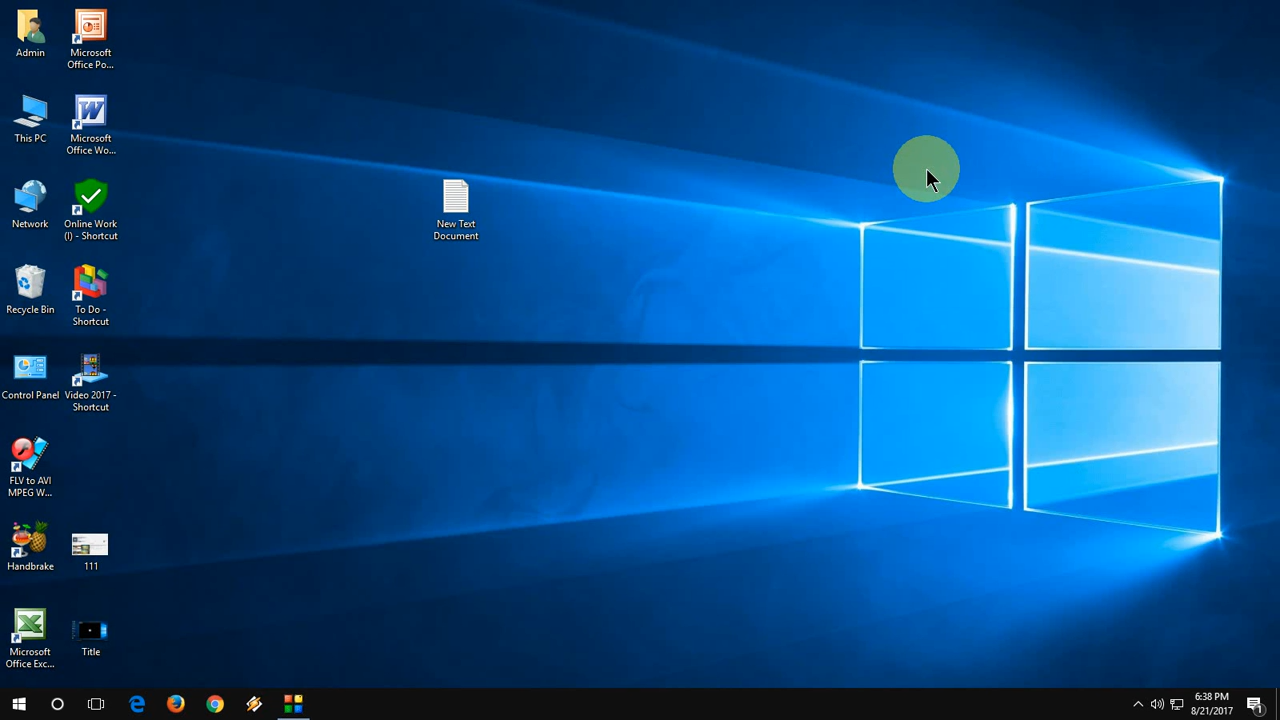 Admin
Microsoft
Office Po...
This PC
Microsoft
Office Wo...
New Text
Document
Network
Online Work
(I) - Shortcut
Recycle Bin
To Do -
Shortcut
Control Panel
Video 2017 -
Shortcut
FLV to AVI
MPEG W...
Handbrake
111
Microsoft
Office Exc...
Title
6:38 PM
8/21/2017
1